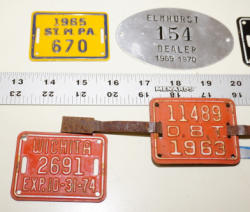 1965
ST M PA
670
ELMHURST
154
DEALER
1969 1970
13 14 15 16 17 18 19 20
MENARDS
11489
D.B.T
1963
WICHITA
2691
EXP.10-31-74